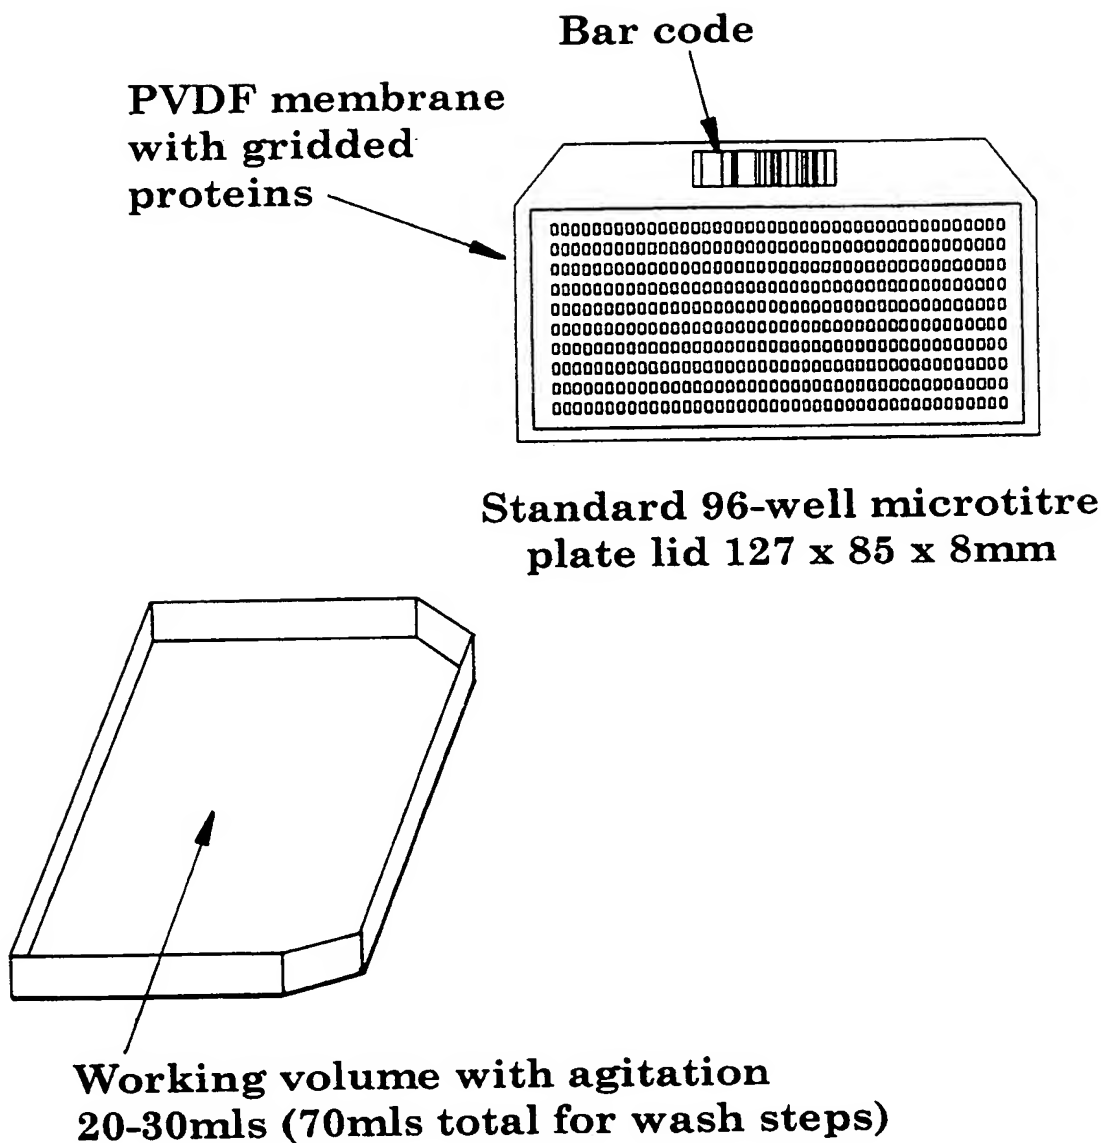 Bar code
PVDF membrane
with gridded
proteins
Standard 96-well microtitre
plate lid 127 x 85 x 8mm
Working volume with agitation
20-30mls (70mls total for wash steps)